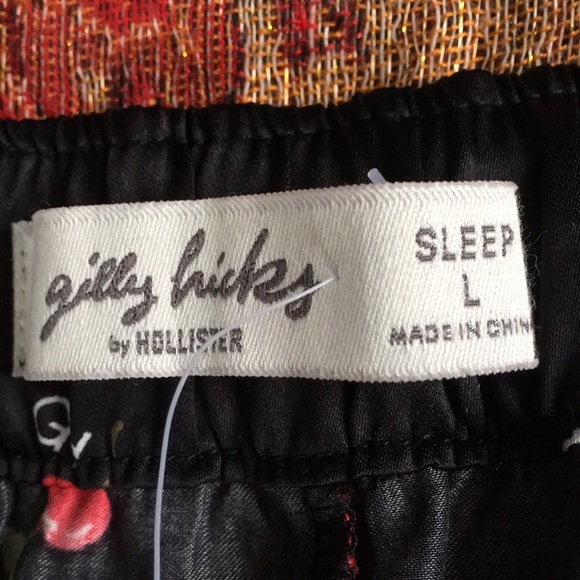 gilly hicks
by HOLLISTER
SLEEP
L
MADE IN CHINA